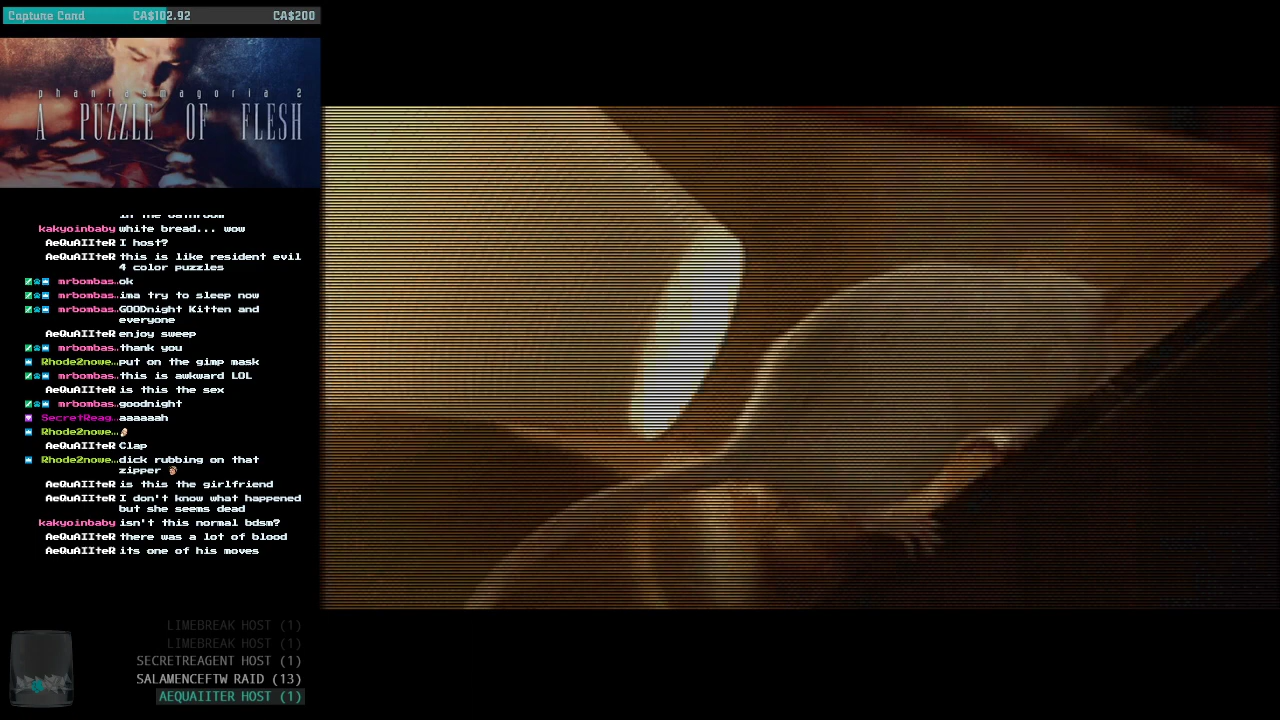 Capture Card CA$102.92 CA$200
phantasmagoria 2
A PUZZLE OF FLESH
in the bathroom
kakyoinbaby white bread... wow
AeQuAIIteR I host?
AeQuAIIteR this is like resident evil
4 color puzzles
mrbombas.. ok
mrbombas.. ima try to sleep now
mrbombas.. GOODnight Kitten and
everyone
AeQuAIIteR enjoy sweep
mrbombas.. thank you
Rhode2nowe.. put on the gimp mask
mrbombas.. this is awkward LOL
AeQuAIIteR is this the sex
mrbombas.. goodnight
SecretReag.. aaaaaah
Rhode2nowe..
AeQuAIIteR Clap
Rhode2nowe.. dick rubbing on that
zipper
AeQuAIIteR is this the girlfriend
AeQuAIIteR I don't know what happened
but she seems dead
kakyoinbaby isn't this normal bdsm?
AeQuAIIteR there was a lot of blood
AeQuAIIteR its one of his moves
LIMEBREAK HOST (1)
LIMEBREAK HOST (1)
SECRETREAGENT HOST (1)
SALAMENCEFTW RAID (13)
AEQUAIITER HOST (1)